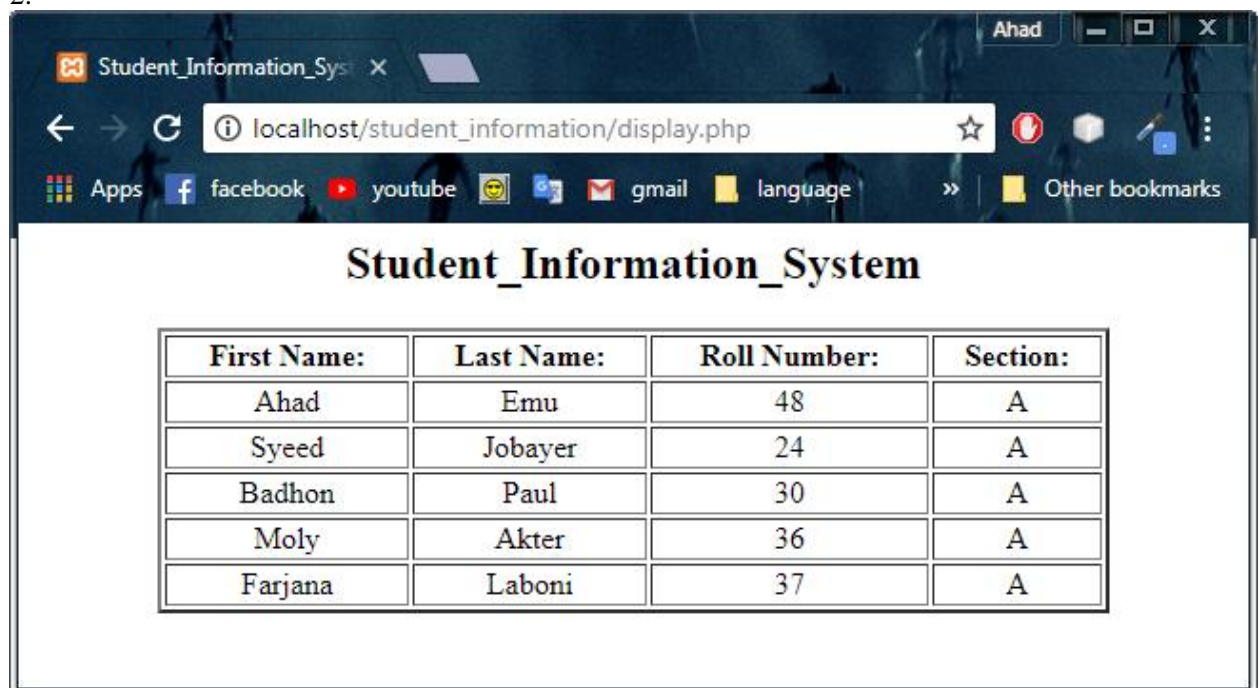 2.
Ahad
Student_Information_Sys
localhost/student_information/display.php
Apps facebook youtube gmail language » Other bookmarks
Student_Information_System
First Name: Last Name: Roll Number: Section:
Ahad Emu 48 A
Syeed Jobayer 24 A
Badhon Paul 30 A
Moly Akter 36 A
Farjana Laboni 37 A